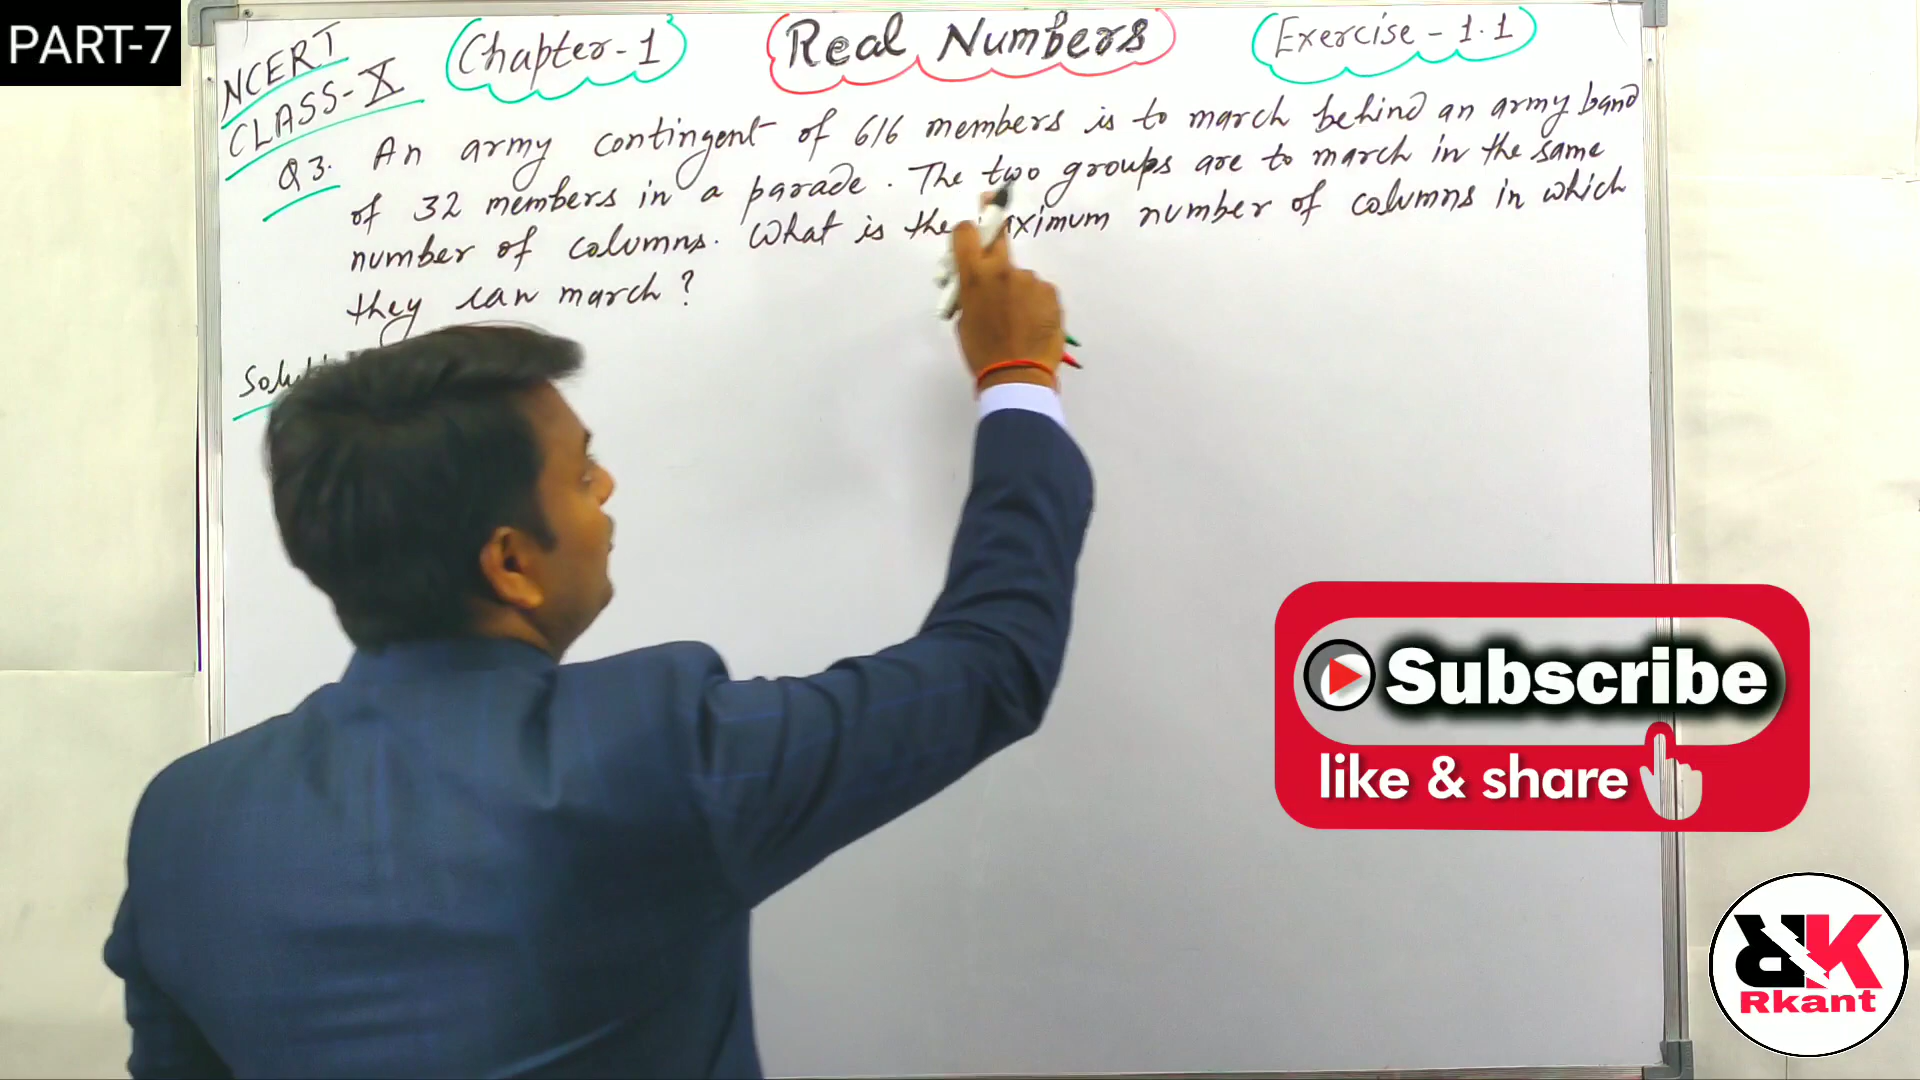 PART-7
NCERT
CLASS-X
Chapter-1
Real Numbers
Exercise-1.1
Q3. An army contingent of 616 members is to march behind an army band
of 32 members in a parade. The two groups are to march in the same
number of columns. What is the number of columns in which
they can march?
Subscribe
like & share
RK
Rkant